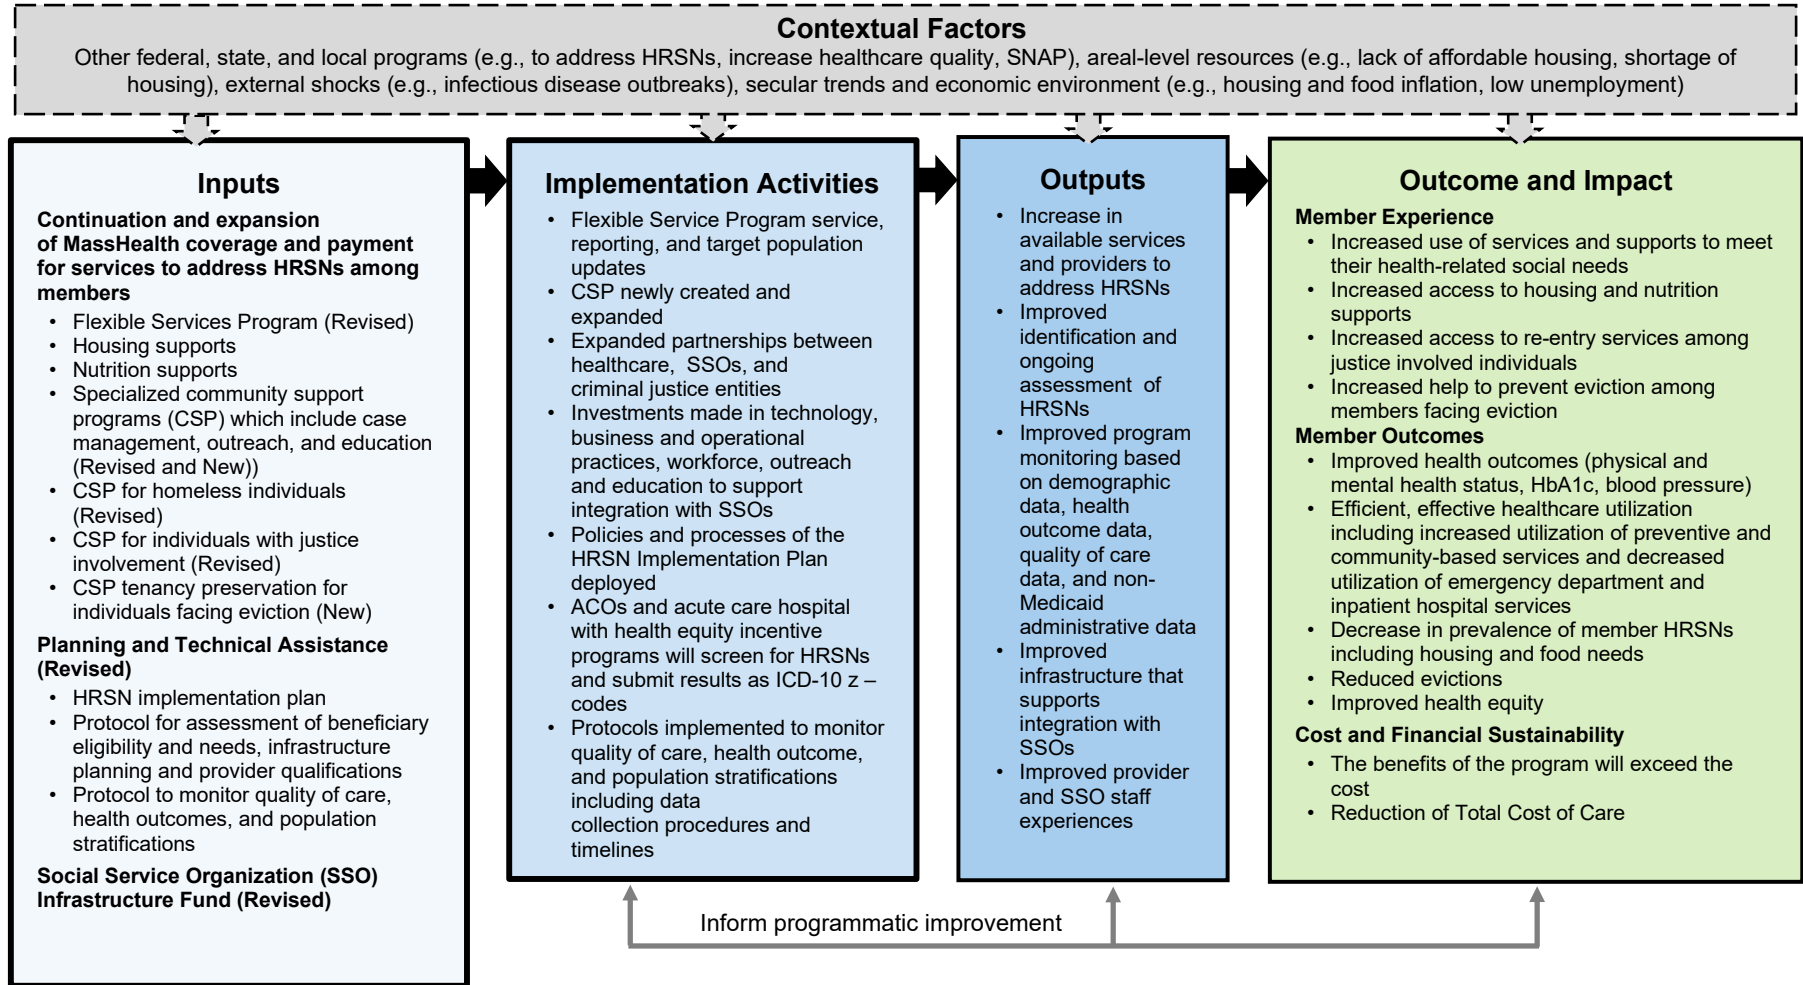 Contextual Factors
Other federal, state, and local programs (e.g., to address HRSNs, increase healthcare quality, SNAP), areal-level resources (e.g., lack of affordable housing, shortage of
housing), external shocks (e.g., infectious disease outbreaks), secular trends and economic environment (e.g., housing and food inflation, low unemployment)
Inputs
Continuation and expansion
of MassHealth coverage and payment
for services to address HRSNs among
members
• Flexible Services Program (Revised)
• Housing supports
• Nutrition supports
• Specialized community support
programs (CSP) which include case
management, outreach, and education
(Revised and New))
• CSP for homeless individuals
(Revised)
• CSP for individuals with justice
involvement (Revised)
• CSP tenancy preservation for
individuals facing eviction (New)
Planning and Technical Assistance
(Revised)
• HRSN implementation plan
• Protocol for assessment of beneficiary
eligibility and needs, infrastructure
planning and provider qualifications
• Protocol to monitor quality of care,
health outcomes, and population
stratifications
Social Service Organization (SSO)
Infrastructure Fund (Revised)
Implementation Activities
• Flexible Service Program service,
reporting, and target population
updates
• CSP newly created and
expanded
• Expanded partnerships between
healthcare, SSOs, and
criminal justice entities
• Investments made in technology,
business and operational
practices, workforce, outreach
and education to support
integration with SSOs
• Policies and processes of the
HRSN Implementation Plan
deployed
• ACOs and acute care hospital
with health equity incentive
programs will screen for HRSNs
and submit results as ICD-10 z –
codes
• Protocols implemented to monitor
quality of care, health outcome,
and population stratifications
including data
collection procedures and
timelines
Outputs
• Increase in
available services
and providers to
address HRSNs
• Improved
identification and
ongoing
assessment of
HRSNs
• Improved program
monitoring based
on demographic
data, health
outcome data,
quality of care
data, and non-
Medicaid
administrative data
• Improved
infrastructure that
supports
integration with
SSOs
• Improved provider
and SSO staff
experiences
Outcome and Impact
Member Experience
• Increased use of services and supports to meet
their health-related social needs
• Increased access to housing and nutrition
supports
• Increased access to re-entry services among
justice involved individuals
• Increased help to prevent eviction among
members facing eviction
Member Outcomes
• Improved health outcomes (physical and
mental health status, HbA1c, blood pressure)
• Efficient, effective healthcare utilization
including increased utilization of preventive and
community-based services and decreased
utilization of emergency department and
inpatient hospital services
• Decrease in prevalence of member HRSNs
including housing and food needs
• Reduced evictions
• Improved health equity
Cost and Financial Sustainability
• The benefits of the program will exceed the
cost
• Reduction of Total Cost of Care
Inform programmatic improvement